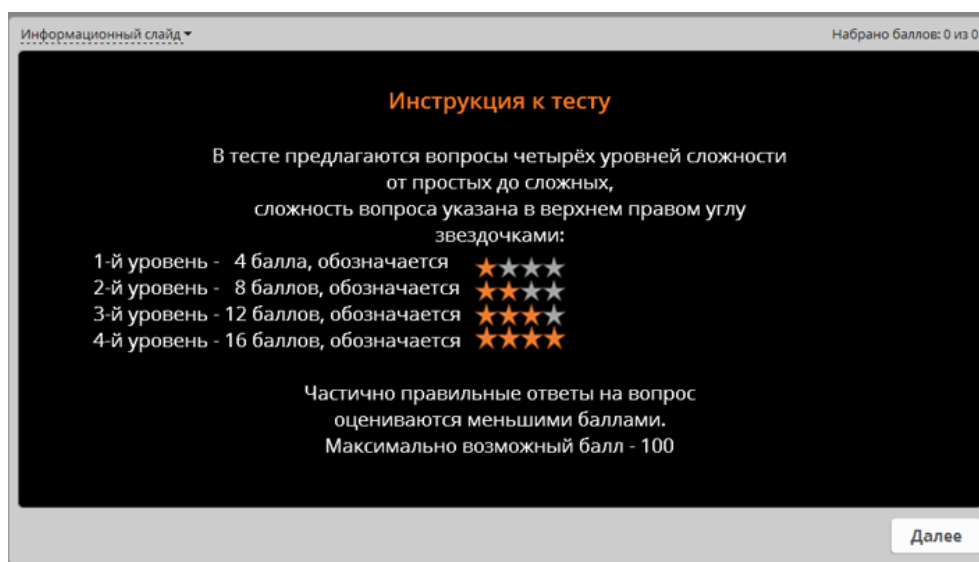 Информационный слайд
Набрано баллов: 0 из 0
Инструкция к тесту
В тесте предлагаются вопросы четырёх уровней сложности
от простых до сложных,
сложность вопроса указана в верхнем правом углу
звездочками:
1-й уровень - 4 балла, обозначается
2-й уровень - 8 баллов, обозначается
3-й уровень - 12 баллов, обозначается
4-й уровень - 16 баллов, обозначается
Частично правильные ответы на вопрос
оцениваются меньшими баллами.
Максимально возможный балл - 100
Далее